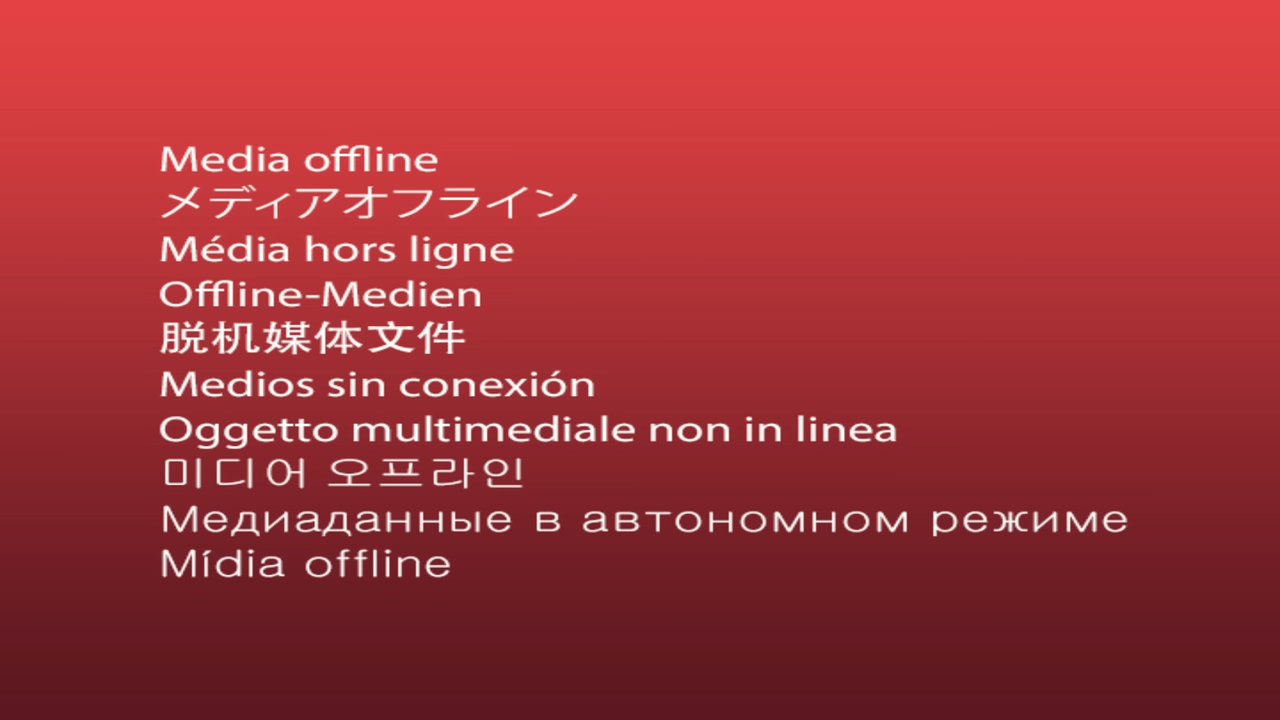 Media offline
メディアオフライン
Média hors ligne
Offline-Medien
脱机媒体文件
Medios sin conexión
Oggetto multimediale non in linea
미디어 오프라인
Медиаданные в автономном режиме
Mídia offline